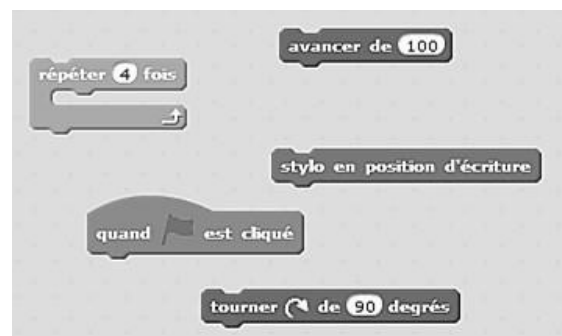 avancer de 100
répéter 4 fois
stylo en position d'écriture
quand est cliqué
tourner de 90 degrés